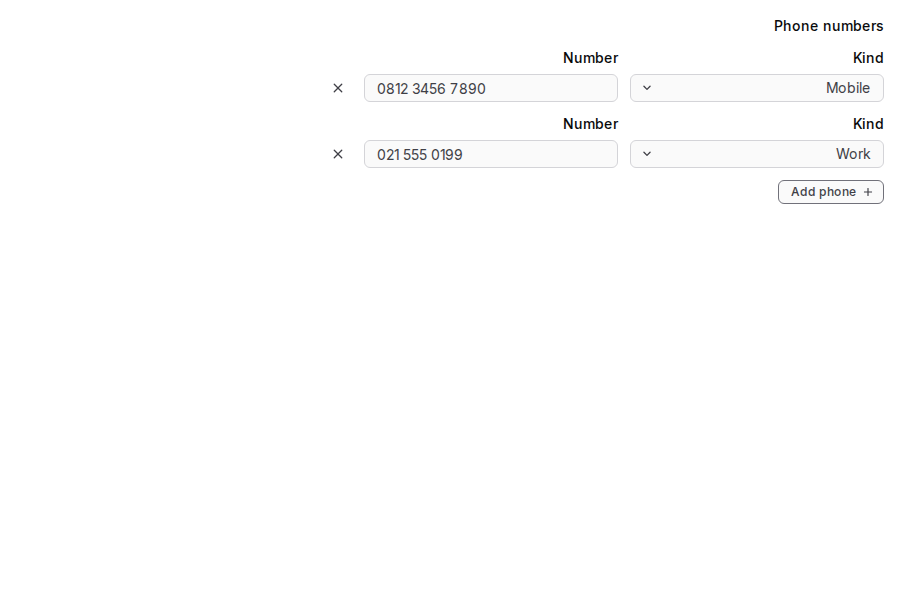 Phone numbers
Kind
Number
Mobile
0812 3456 7890
Kind
Number
Work
021 555 0199
Add phone